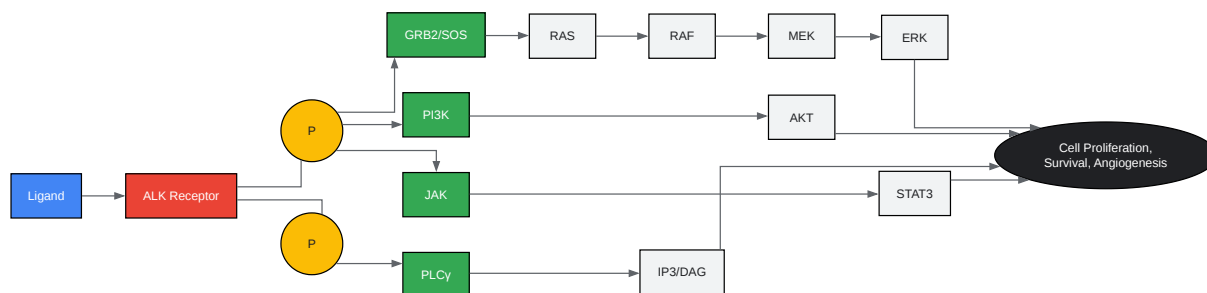 GRB2/SOS
RAS
RAF
MEK
ERK
P
PI3K
AKT
Cell Proliferation,
Survival, Angiogenesis
Ligand
ALK Receptor
JAK
STAT3
P
PLCγ
IP3/DAG